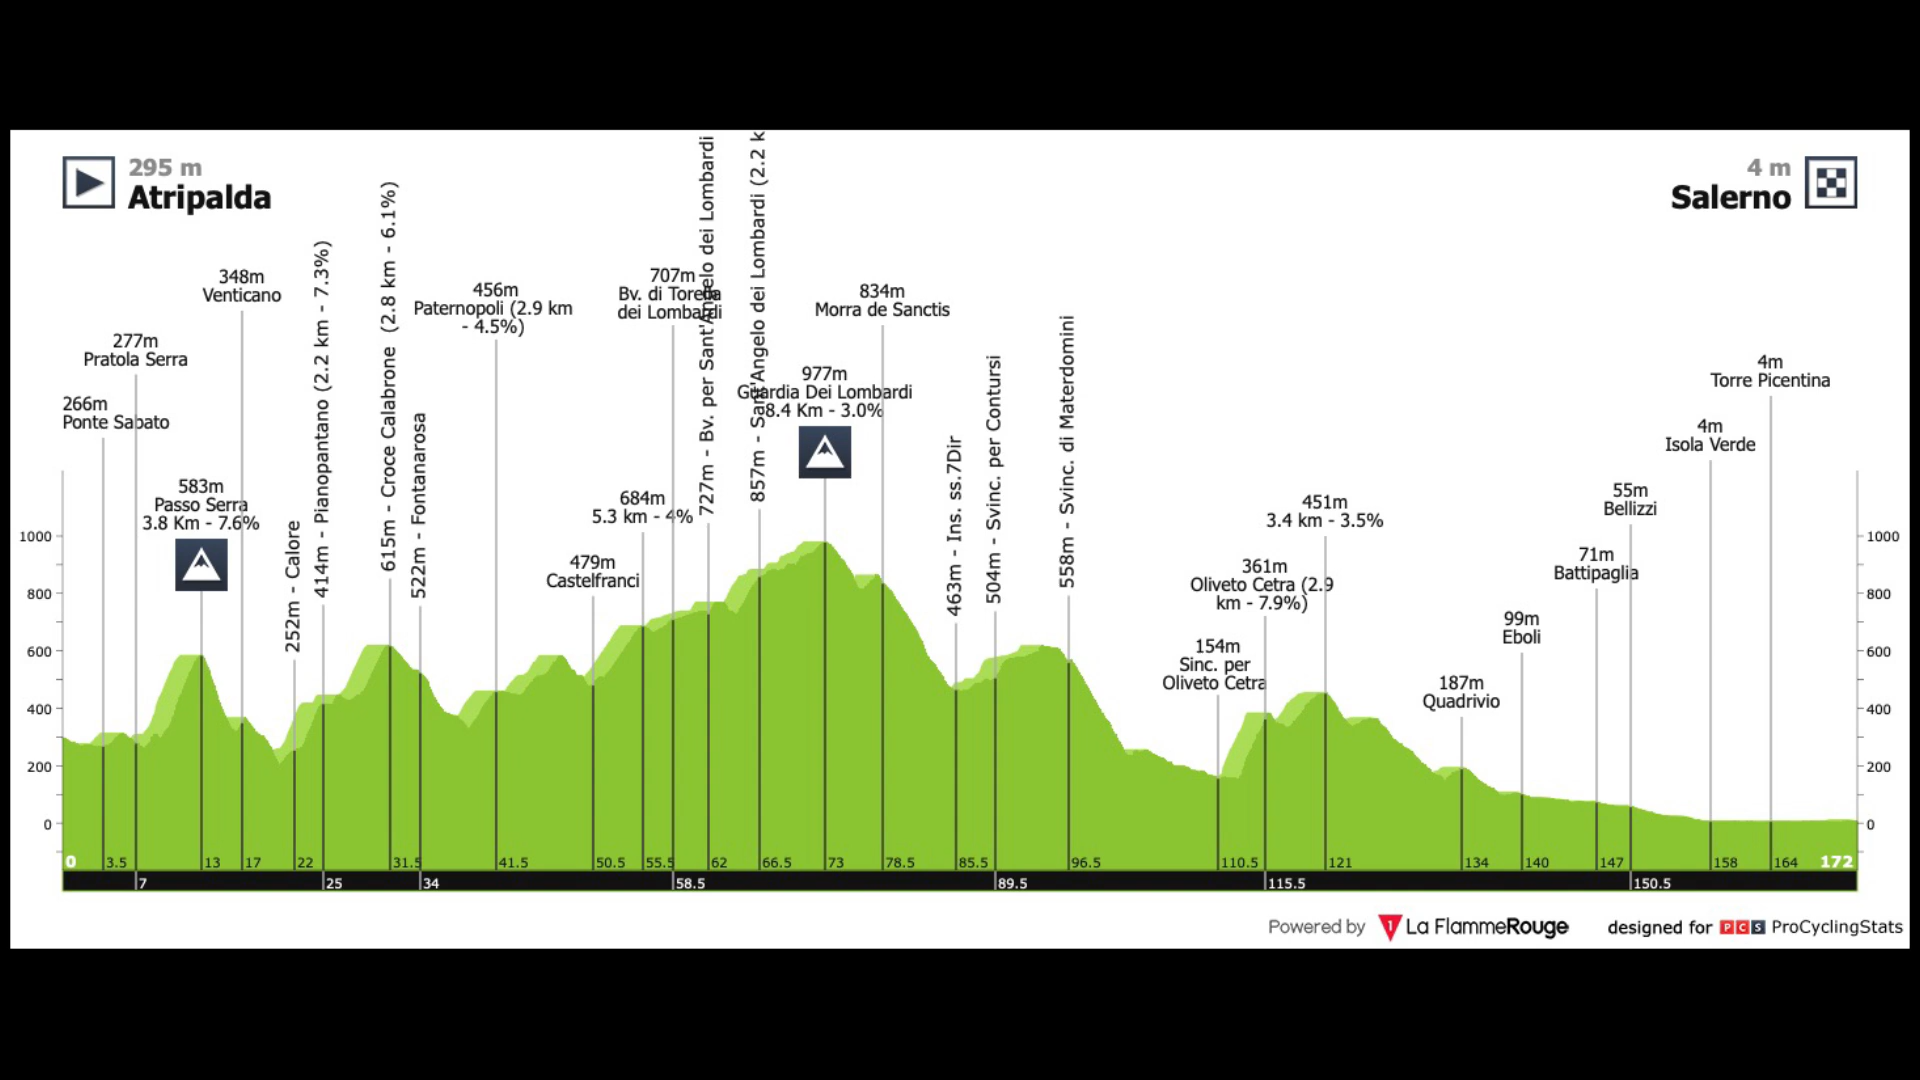 295 m
Atripalda
4 m
Salerno
266m
Ponte Sabato
277m
Pratola Serra
583m
Passo Serra
3.8 Km - 7.6%
348m
Venticano
252m - Calore
414m - Pianopantano (2.2 km - 7.3%)
615m - Croce Calabrone (2.8 km - 6.1%)
522m - Fontanarosa
456m
Paternopoli (2.9 km
- 4.5%)
479m
Castelfranci
684m
5.3 km - 4%
707m
Bv. di Torella
dei Lombardi
727m - Bv. per Sant'Angelo dei Lombardi
857m - Sant'Angelo dei Lombardi (2.2 k
977m
Guardia Dei Lombardi
8.4 Km - 3.0%
834m
Morra de Sanctis
463m - Ins. ss.7Dir
504m - Svinc. per Contursi
558m - Svinc. di Materdomini
154m
Sinc. per
Oliveto Cetra
361m
Oliveto Cetra (2.9
km - 7.9%)
451m
3.4 km - 3.5%
187m
Quadrivio
99m
Eboli
71m
Battipaglia
55m
Bellizzi
4m
Isola Verde
4m
Torre Picentina
1000
800
600
400
200
0
1000
800
600
400
200
0
0 3.5 13 17 22 31.5 41.5 50.5 55.5 62 66.5 73 78.5 85.5 96.5 110.5 121 134 140 147 158 164 172
7 25 34 58.5 89.5 115.5 150.5
Powered by 1 La FlammeRouge designed for PCS ProCyclingStats